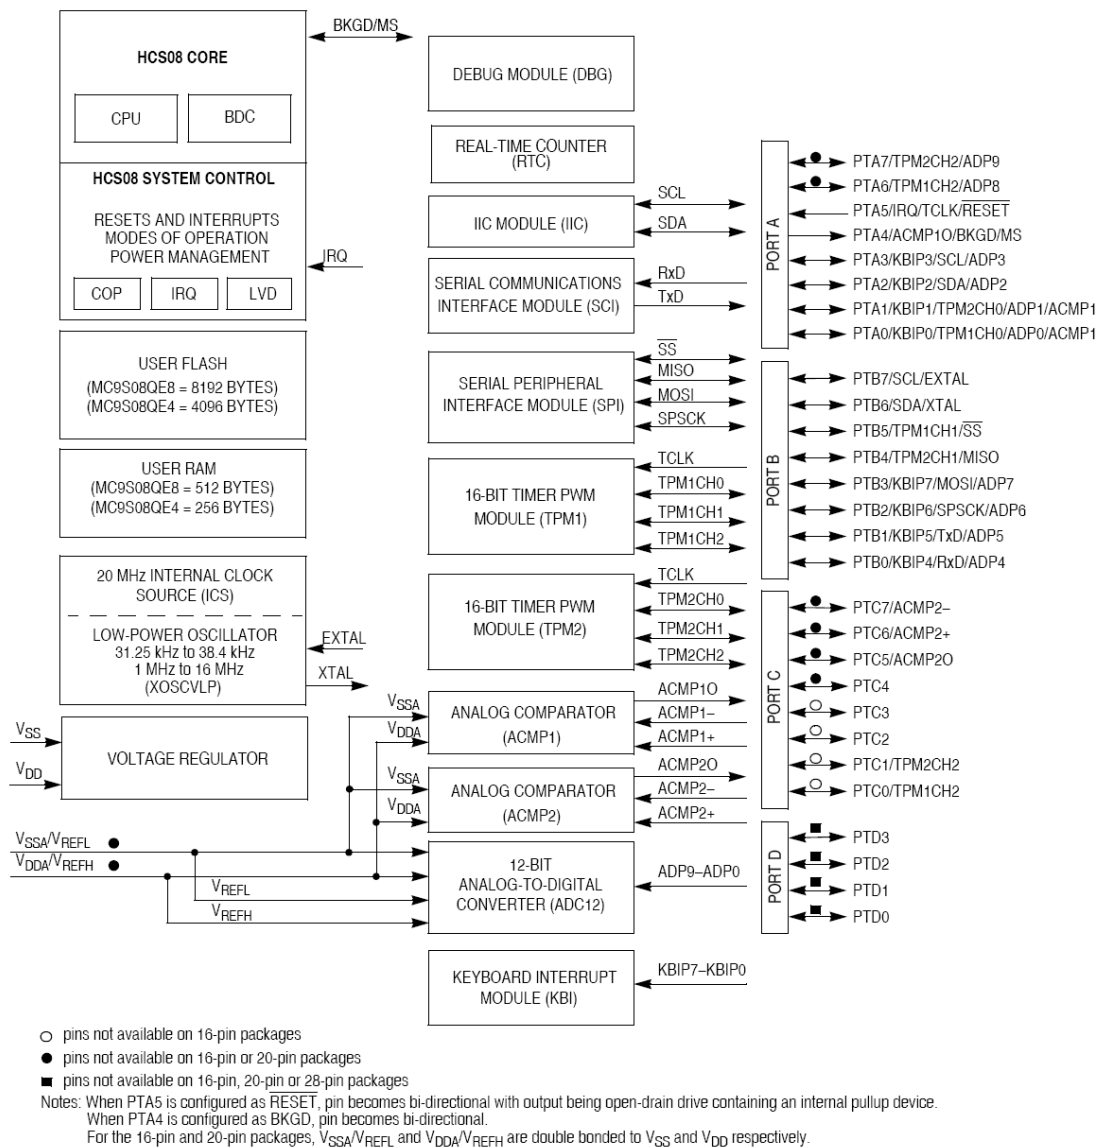 HCS08 CORE
CPU
BDC
HCS08 SYSTEM CONTROL
RESETS AND INTERRUPTS
MODES OF OPERATION
POWER MANAGEMENT
COP
IRQ
LVD
USER FLASH
(MC9S08QE8 = 8192 BYTES)
(MC9S08QE4 = 4096 BYTES)
USER RAM
(MC9S08QE8 = 512 BYTES)
(MC9S08QE4 = 256 BYTES)
20 MHz INTERNAL CLOCK
SOURCE (ICS)
LOW-POWER OSCILLATOR
31.25 kHz to 38.4 kHz
1 MHz to 16 MHz
(XOSCVLP)
VOLTAGE REGULATOR
BKGD/MS
IRQ
EXTAL
XTAL
VSS
VDD
VSSA/VREFL
VDDA/VREFH
VREFL
VREFH
DEBUG MODULE (DBG)
REAL-TIME COUNTER
(RTC)
IIC MODULE (IIC)
SCL
SDA
SERIAL COMMUNICATIONS
INTERFACE MODULE (SCI)
RxD
TxD
SERIAL PERIPHERAL
INTERFACE MODULE (SPI)
SS
MISO
MOSI
SPSCK
16-BIT TIMER PWM
MODULE (TPM1)
TCLK
TPM1CH0
TPM1CH1
TPM1CH2
16-BIT TIMER PWM
MODULE (TPM2)
TCLK
TPM2CH0
TPM2CH1
TPM2CH2
VSSA
VDDA
ANALOG COMPARATOR
(ACMP1)
ACMP1O
ACMP1–
ACMP1+
VSSA
VDDA
ANALOG COMPARATOR
(ACMP2)
ACMP2O
ACMP2–
ACMP2+
12-BIT
ANALOG-TO-DIGITAL
CONVERTER (ADC12)
ADP9–ADP0
KEYBOARD INTERRUPT
MODULE (KBI)
KBIP7–KBIP0
PORT A
PTA7/TPM2CH2/ADP9
PTA6/TPM1CH2/ADP8
PTA5/IRQ/TCLK/RESET
PTA4/ACMP1O/BKGD/MS
PTA3/KBIP3/SCL/ADP3
PTA2/KBIP2/SDA/ADP2
PTA1/KBIP1/TPM2CH0/ADP1/ACMP1
PTA0/KBIP0/TPM1CH0/ADP0/ACMP1
PORT B
PTB7/SCL/EXTAL
PTB6/SDA/XTAL
PTB5/TPM1CH1/SS
PTB4/TPM2CH1/MISO
PTB3/KBIP7/MOSI/ADP7
PTB2/KBIP6/SPSCK/ADP6
PTB1/KBIP5/TxD/ADP5
PTB0/KBIP4/RxD/ADP4
PORT C
PTC7/ACMP2–
PTC6/ACMP2+
PTC5/ACMP2O
PTC4
PTC3
PTC2
PTC1/TPM2CH2
PTC0/TPM1CH2
PORT D
PTD3
PTD2
PTD1
PTD0
pins not available on 16-pin packages
pins not available on 16-pin or 20-pin packages
pins not available on 16-pin, 20-pin or 28-pin packages
Notes: When PTA5 is configured as RESET, pin becomes bi-directional with output being open-drain drive containing an internal pullup device.
When PTA4 is configured as BKGD, pin becomes bi-directional.
For the 16-pin and 20-pin packages, VSSA/VREFL and VDDA/VREFH are double bonded to VSS and VDD respectively.